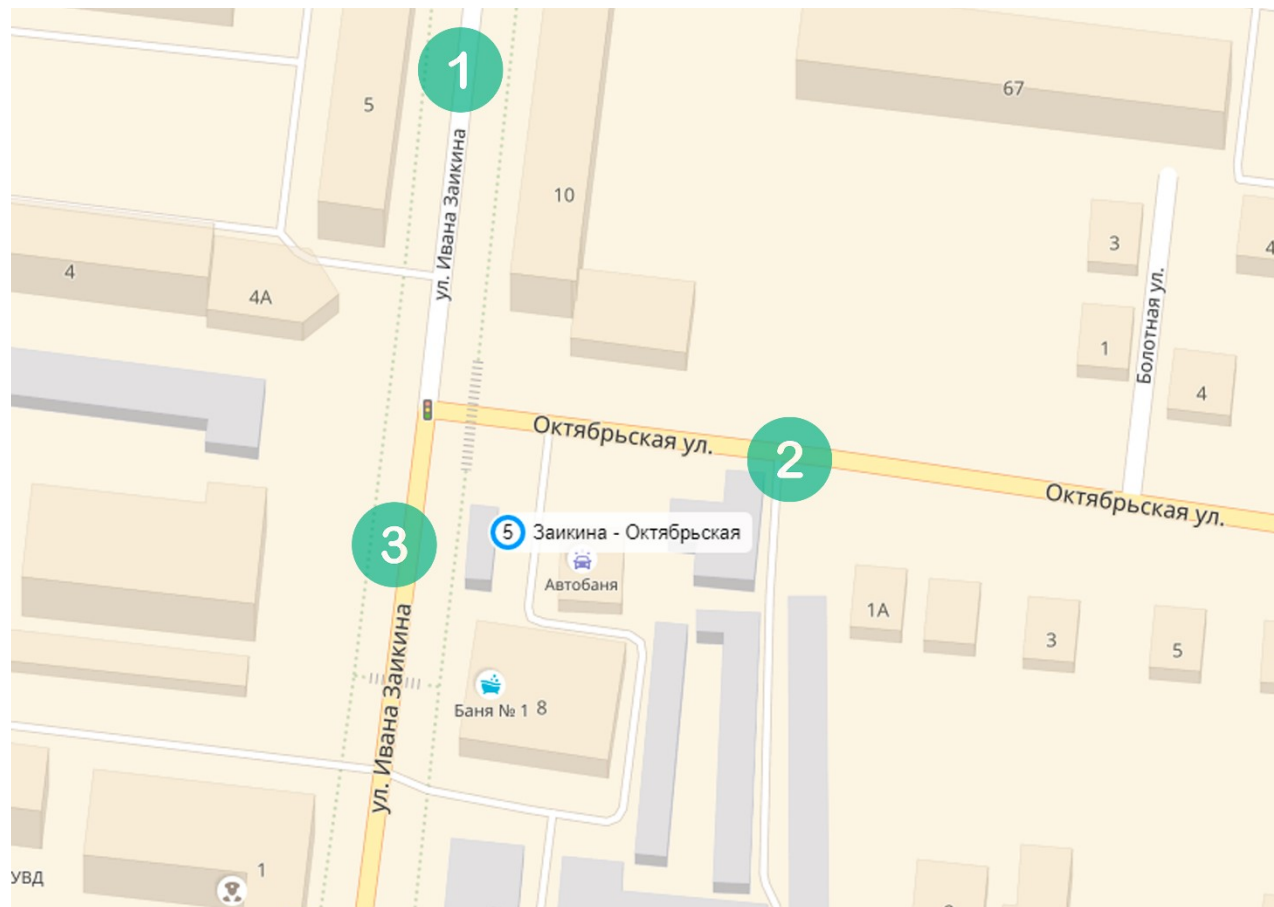 1
5
67
ул. Ивана Заикина
10
3
4
4
4А
1
Болотная ул.
4
Октябрьская ул.
2
Октябрьская ул.
3
5 Заикина - Октябрьская
Автобаня
1А
3
5
ул. Ивана Заикина
Баня № 1 8
УВД
1